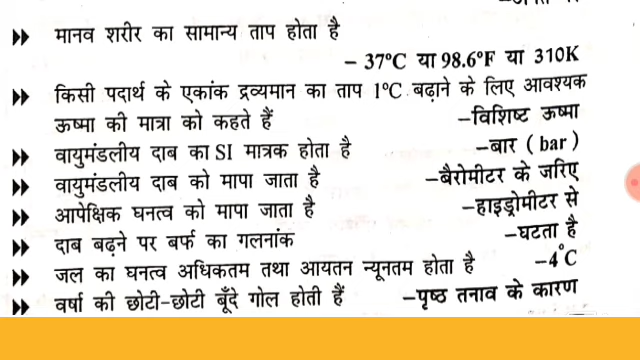 ▶▶ मानव शरीर का सामान्य ताप होता है
– 37°C या 98.6°F या 310K
▶▶ किसी पदार्थ के एकांक द्रव्यमान का ताप 1°C बढ़ाने के लिए आवश्यक
ऊष्मा की मात्रा को कहते हैं –विशिष्ट ऊष्मा
▶▶ वायुमंडलीय दाब का SI मात्रक होता है –बार ( bar )
▶▶ वायुमंडलीय दाब को मापा जाता है –बैरोमीटर के जरिए
▶▶ आपेक्षिक घनत्व को मापा जाता है –हाइड्रोमीटर से
▶▶ दाब बढ़ने पर बर्फ का गलनांक –घटता है
▶▶ जल का घनत्व अधिकतम तथा आयतन न्यूनतम होता है –4°C
▶▶ वर्षा की छोटी-छोटी बूँदे गोल होती हैं –पृष्ठ तनाव के कारण